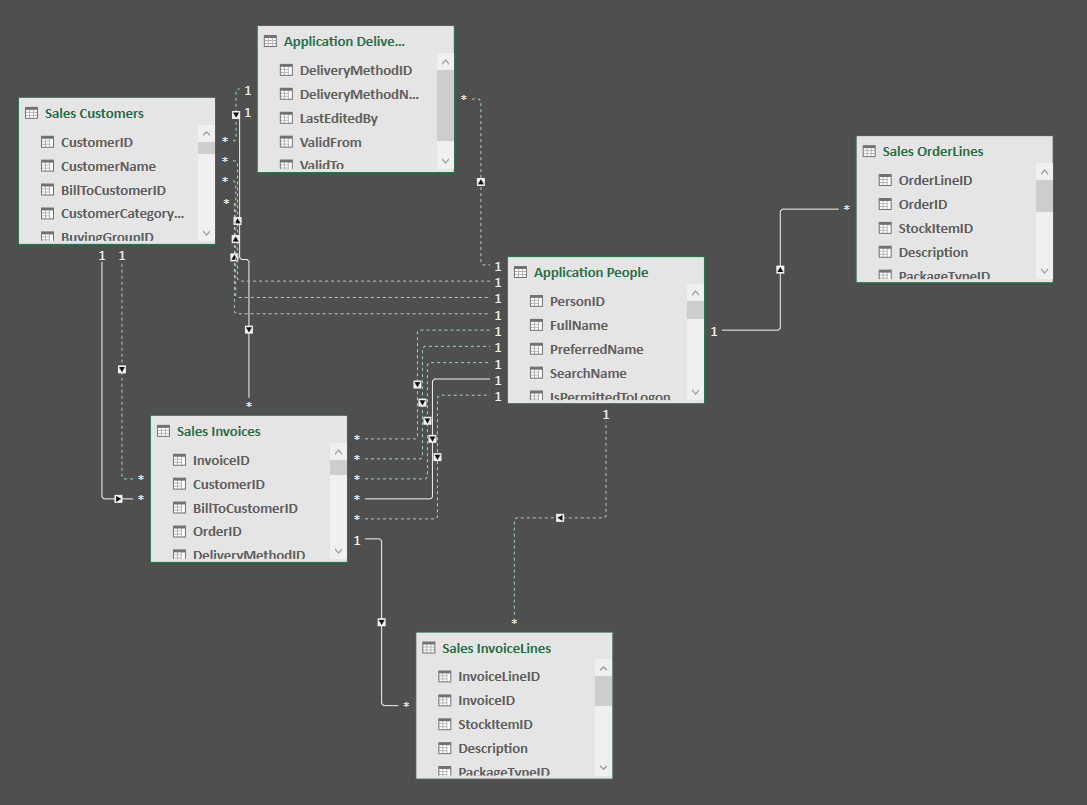 Application Delive...
DeliveryMethodID
DeliveryMethodN...
LastEditedBy
ValidFrom
ValidTo
1
1
*
Sales Customers
CustomerID
CustomerName
BillToCustomerID
CustomerCategory...
BuyingGroupID
*
*
*
*
1 1
Sales OrderLines
OrderLineID
OrderID
StockItemID
Description
PackageTypeID
*
Application People
PersonID
FullName
PreferredName
SearchName
IsPermittedToLogon
1
1
1
1
1
1
1
1
1
1
1
Sales Invoices
InvoiceID
CustomerID
BillToCustomerID
OrderID
DeliveryMethodID
*
*
*
*
*
*
*
*
1
Sales InvoiceLines
InvoiceLineID
InvoiceID
StockItemID
Description
PackageTypeID
*
*